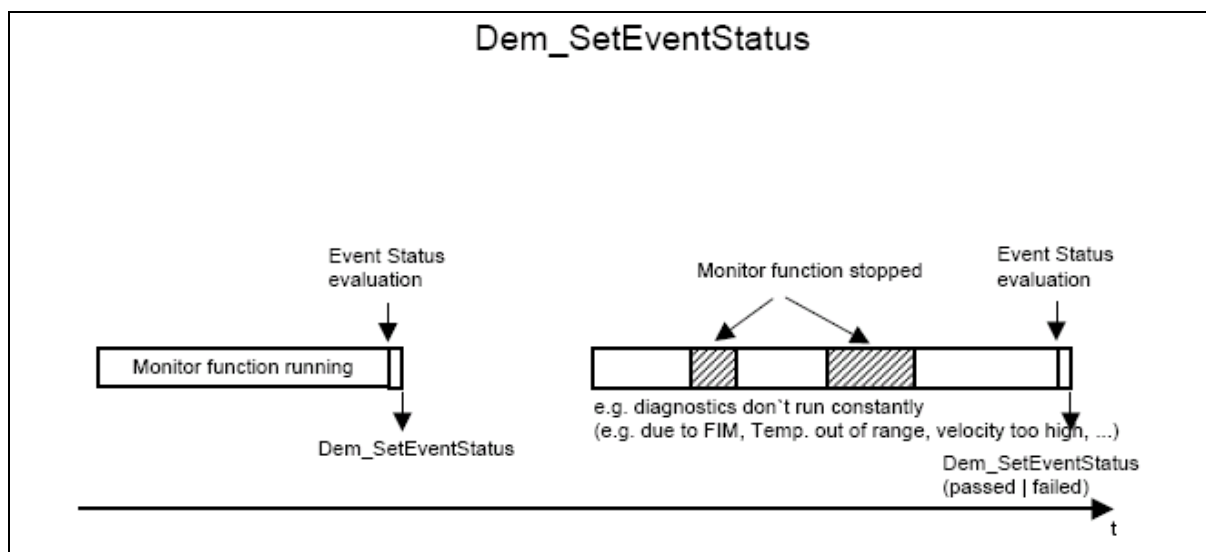 Dem_SetEventStatus
Event Status
evaluation
Monitor function running
Dem_SetEventStatus
Monitor function stopped
Event Status
evaluation
e.g. diagnostics don`t run constantly
(e.g. due to FIM, Temp. out of range, velocity too high, ...)
Dem_SetEventStatus
(passed | failed)
t